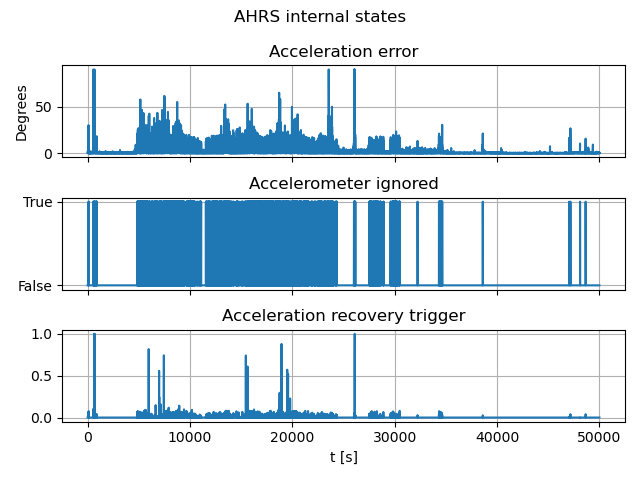 AHRS internal states
Acceleration error
Degrees
50
0
Accelerometer ignored
True
False
Acceleration recovery trigger
1.0
0.5
0.0
0 10000 20000 30000 40000 50000
t [s]